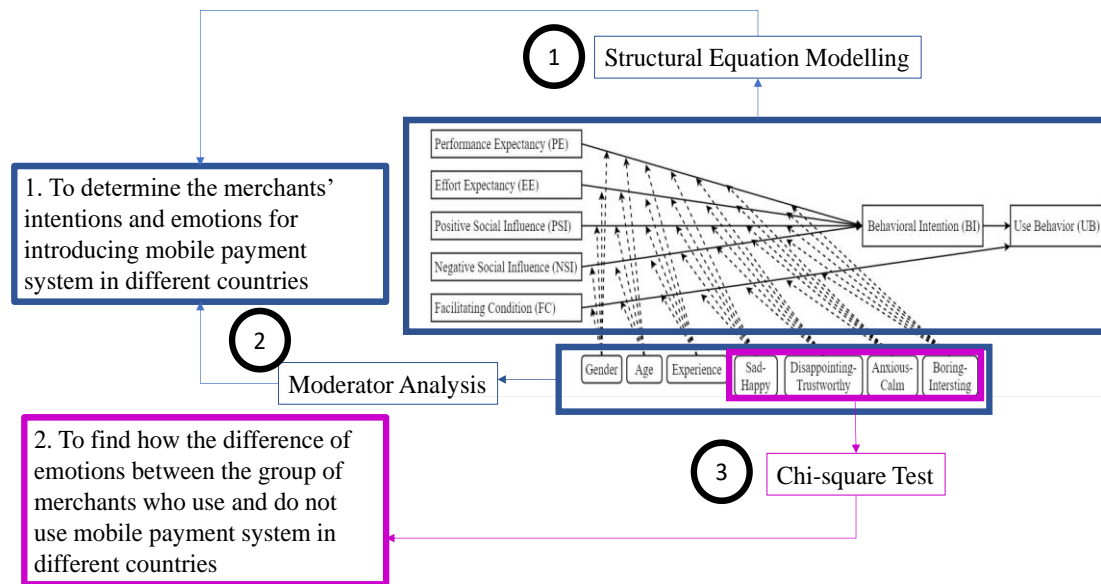 1
Structural Equation Modelling
Performance Expectancy (PE)
Effort Expectancy (EE)
Positive Social Influence (PSI)
Negative Social Influence (NSI)
Facilitating Condition (FC)
Behavioral Intention (BI)
Use Behavior (UB)
1. To determine the merchants’
intentions and emotions for
introducing mobile payment
system in different countries
2
Moderator Analysis
Gender
Age
Experience
Sad-
Happy
Disappointing-
Trustworthy
Anxious-
Calm
Boring-
Intersting
2. To find how the difference of
emotions between the group of
merchants who use and do not
use mobile payment system in
different countries
3
Chi-square Test